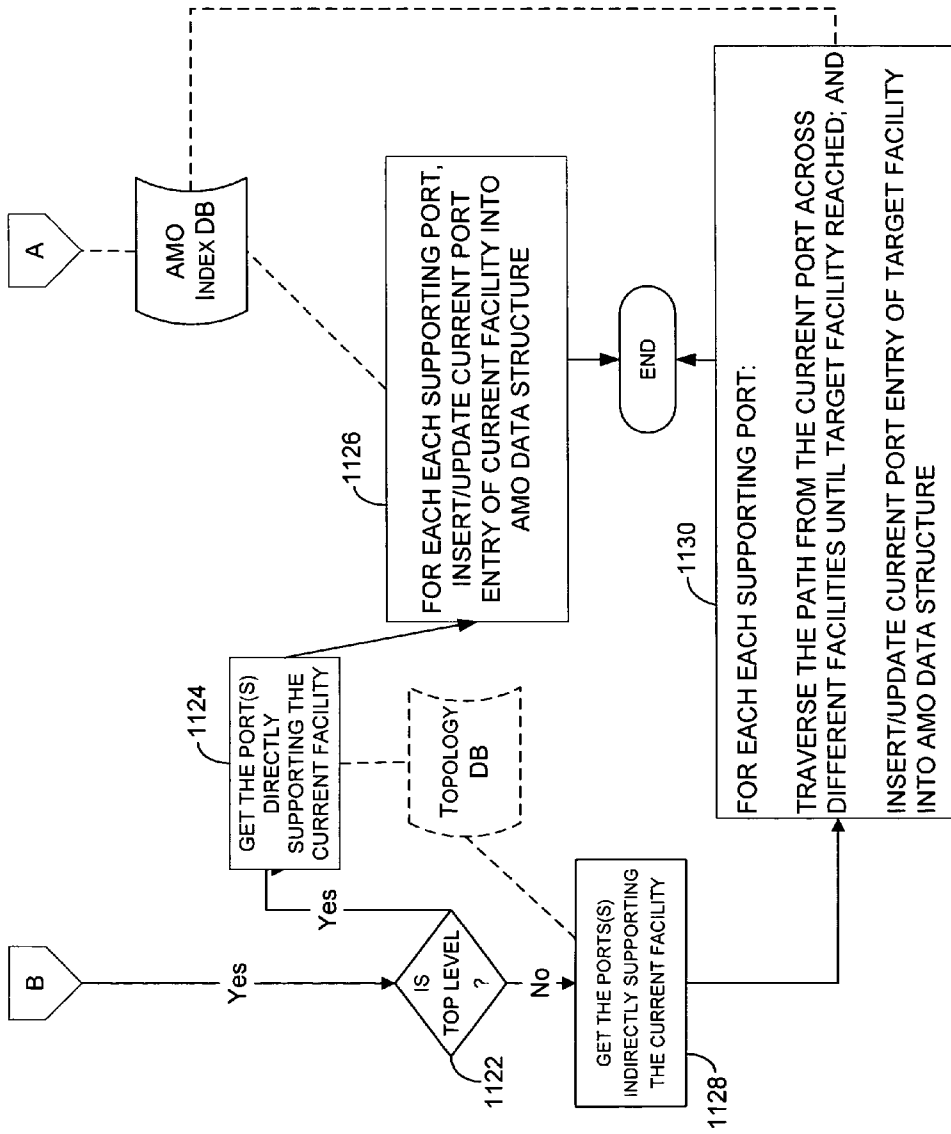 B
Yes
IS
TOP LEVEL
?
1122
Yes
No
1124
GET THE PORT(S)
DIRECTLY
SUPPORTING THE
CURRENT FACILITY
TOPOLOGY
DB
GET THE PORTS(S)
INDIRECTLY SUPPORTING
THE CURRENT FACILITY
1128
A
AMO
INDEX DB
1126
FOR EACH EACH SUPPORTING PORT,
INSERT/UPDATE CURRENT PORT
ENTRY OF CURRENT FACILITY INTO
AMO DATA STRUCTURE
END
1130
FOR EACH EACH SUPPORTING PORT:
TRAVERSE THE PATH FROM THE CURRENT PORT ACROSS
DIFFERENT FACILITIES UNTIL TARGET FACILITY REACHED; AND
INSERT/UPDATE CURRENT PORT ENTRY OF TARGET FACILITY
INTO AMO DATA STRUCTURE